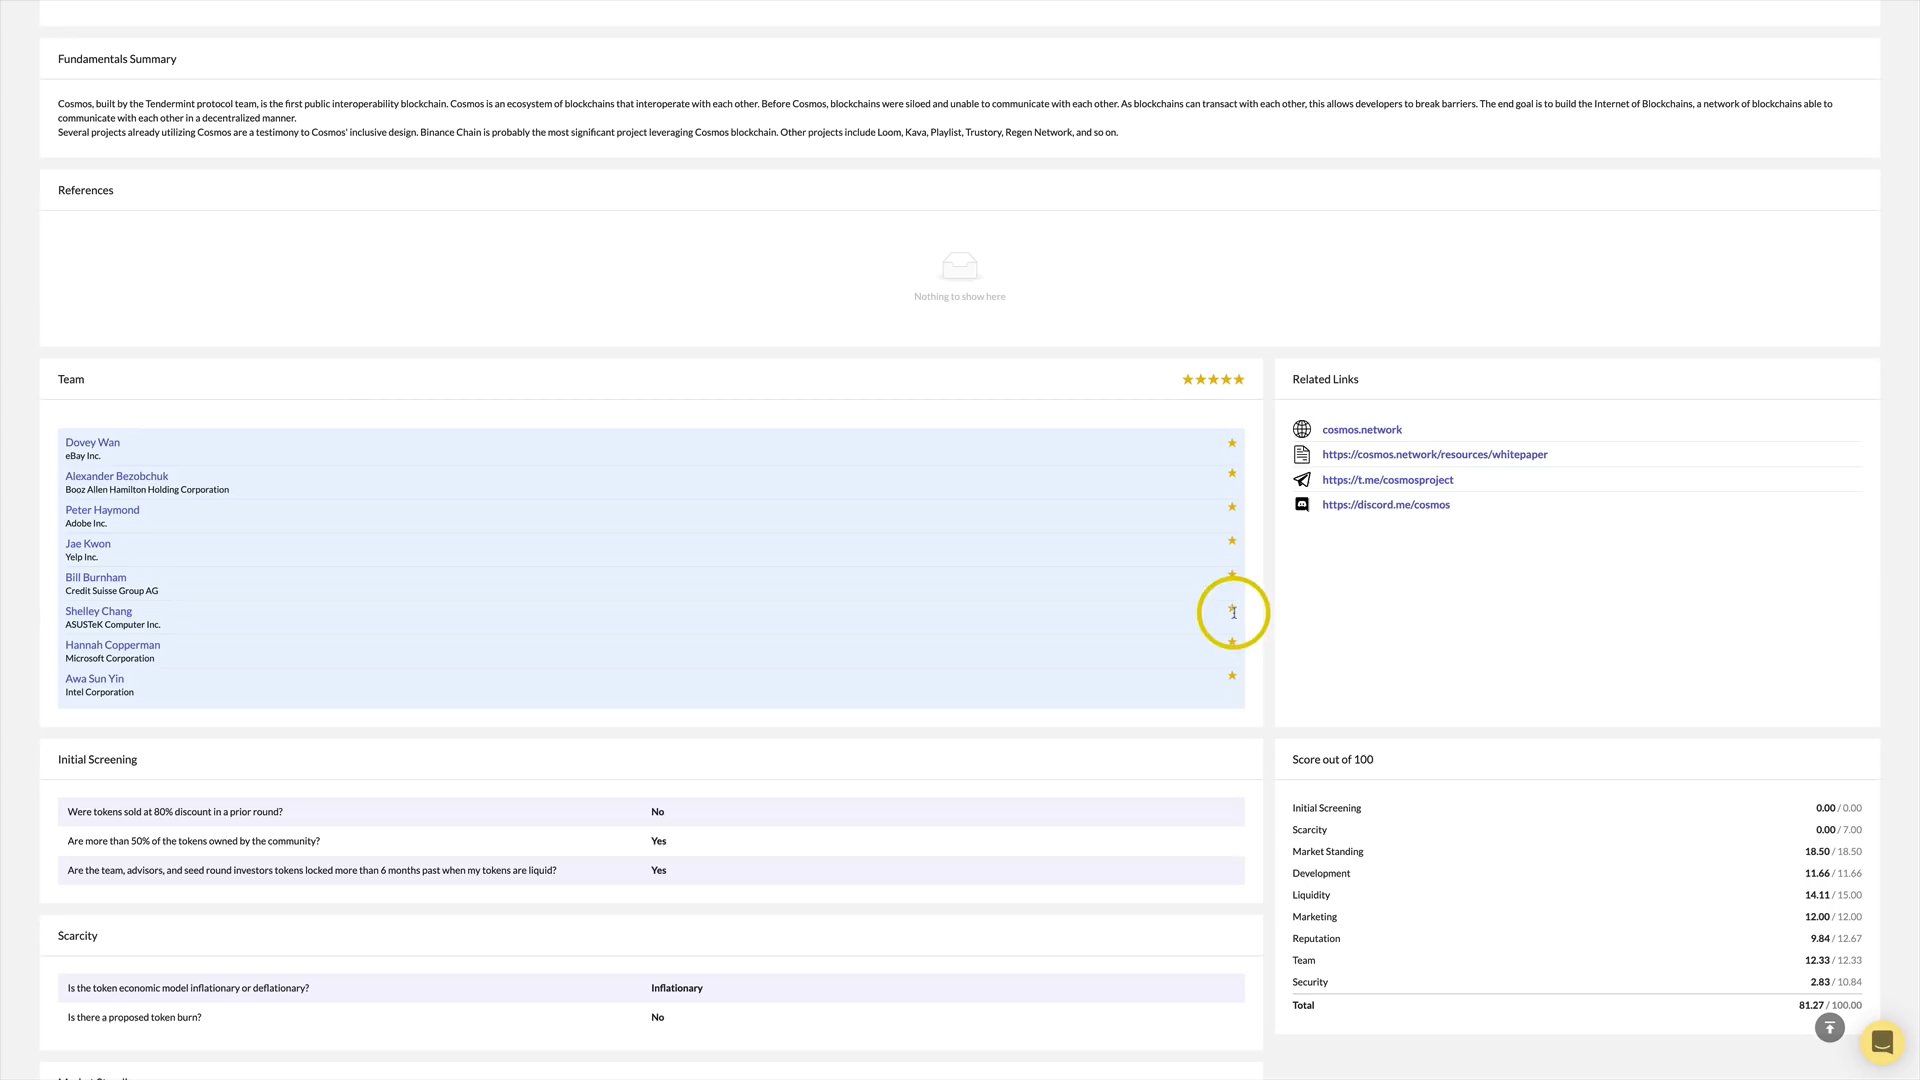 Fundamentals Summary
Cosmos, built by the Tendermint protocol team, is the first public interoperability blockchain. Cosmos is an ecosystem of blockchains that interoperate with each other. Before Cosmos, blockchains were siloed and unable to communicate with each other. As blockchains can transact with each other, this allows developers to break barriers. The end goal is to build the Internet of Blockchains, a network of blockchains able to
communicate with each other in a decentralized manner.
Several projects already utilizing Cosmos are a testimony to Cosmos' inclusive design. Binance Chain is probably the most significant project leveraging Cosmos blockchain. Other projects include Loom, Kava, Playlist, Trustory, Regen Network, and so on.
References
Nothing to show here
Team
Dovey Wan
eBay Inc.
Alexander Bezobchuk
Booz Allen Hamilton Holding Corporation
Peter Haymond
Adobe Inc.
Jae Kwon
Yelp Inc.
Bill Burnham
Credit Suisse Group AG
Shelley Chang
ASUSTeK Computer Inc.
Hannah Copperman
Microsoft Corporation
Awa Sun Yin
Intel Corporation
Related Links
cosmos.network
https://cosmos.network/resources/whitepaper
https://t.me/cosmosproject
https://discord.me/cosmos
Initial Screening
Were tokens sold at 80% discount in a prior round? No
Are more than 50% of the tokens owned by the community? Yes
Are the team, advisors, and seed round investors tokens locked more than 6 months past when my tokens are liquid? Yes
Scarcity
Is the token economic model inflationary or deflationary? Inflationary
Is there a proposed token burn? No
Score out of 100
Initial Screening 0.00 / 0.00
Scarcity 0.00 / 7.00
Market Standing 18.50 / 18.50
Development 11.66 / 11.66
Liquidity 14.11 / 15.00
Marketing 12.00 / 12.00
Reputation 9.84 / 12.67
Team 12.33 / 12.33
Security 2.83 / 10.84
Total 81.27 / 100.00